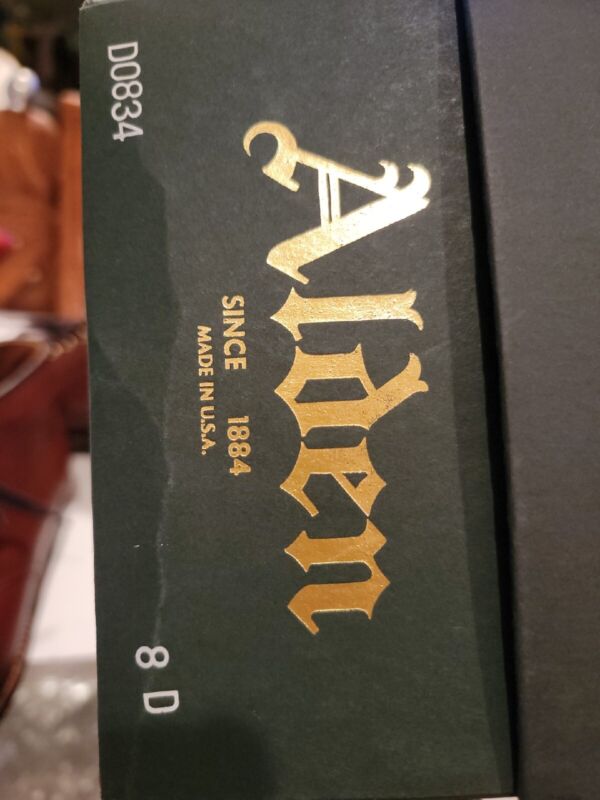 Alden
SINCE 1884
MADE IN U.S.A.
D0834
8 D